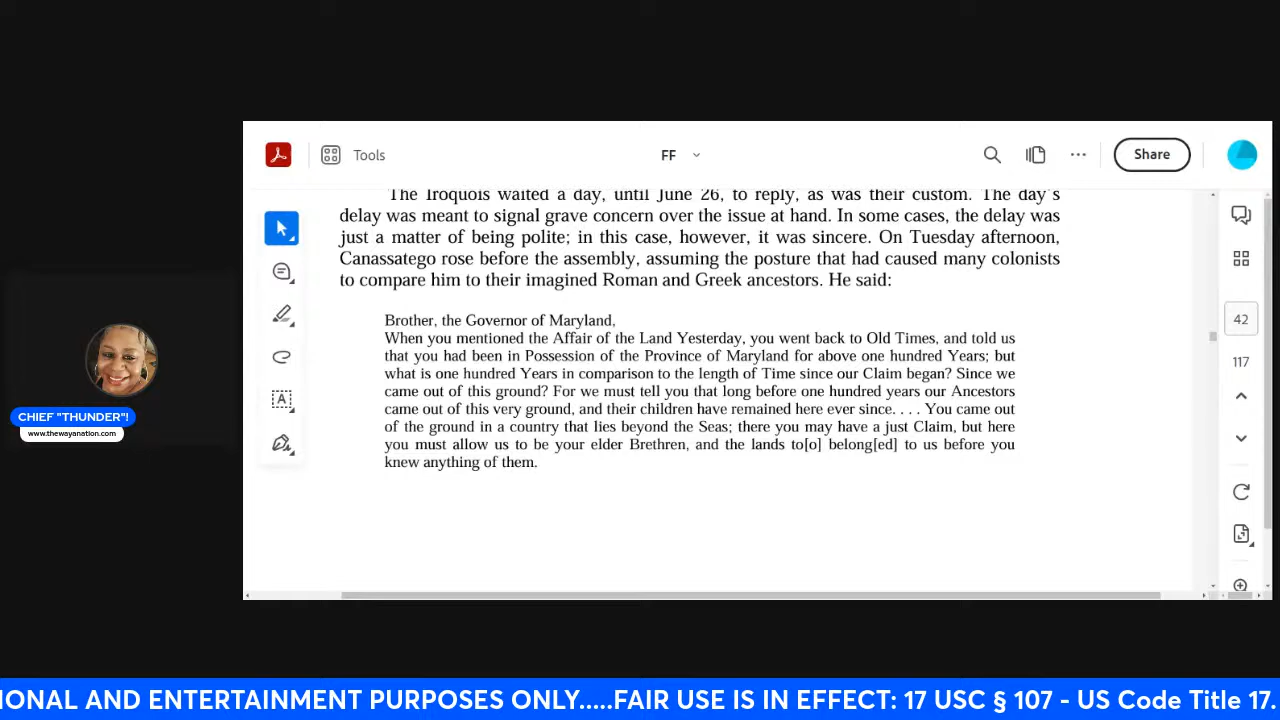 Tools
FF
Share
The Iroquois waited a day, until June 26, to reply, as was their custom. The day's
delay was meant to signal grave concern over the issue at hand. In some cases, the delay was
just a matter of being polite; in this case, however, it was sincere. On Tuesday afternoon,
Canassatego rose before the assembly, assuming the posture that had caused many colonists
to compare him to their imagined Roman and Greek ancestors. He said:
Brother, the Governor of Maryland,
When you mentioned the Affair of the Land Yesterday, you went back to Old Times, and told us
that you had been in Possession of the Province of Maryland for above one hundred Years; but
what is one hundred Years in comparison to the length of Time since our Claim began? Since we
came out of this ground? For we must tell you that long before one hundred years our Ancestors
came out of this very ground, and their children have remained here ever since. . . . You came out
of the ground in a country that lies beyond the Seas; there you may have a just Claim, but here
you must allow us to be your elder Brethren, and the lands to[o] belong[ed] to us before you
knew anything of them.
42
117
CHIEF "THUNDER"!
www.thewayanation.com
IONAL AND ENTERTAINMENT PURPOSES ONLY.....FAIR USE IS IN EFFECT: 17 USC § 107 - US Code Title 17.